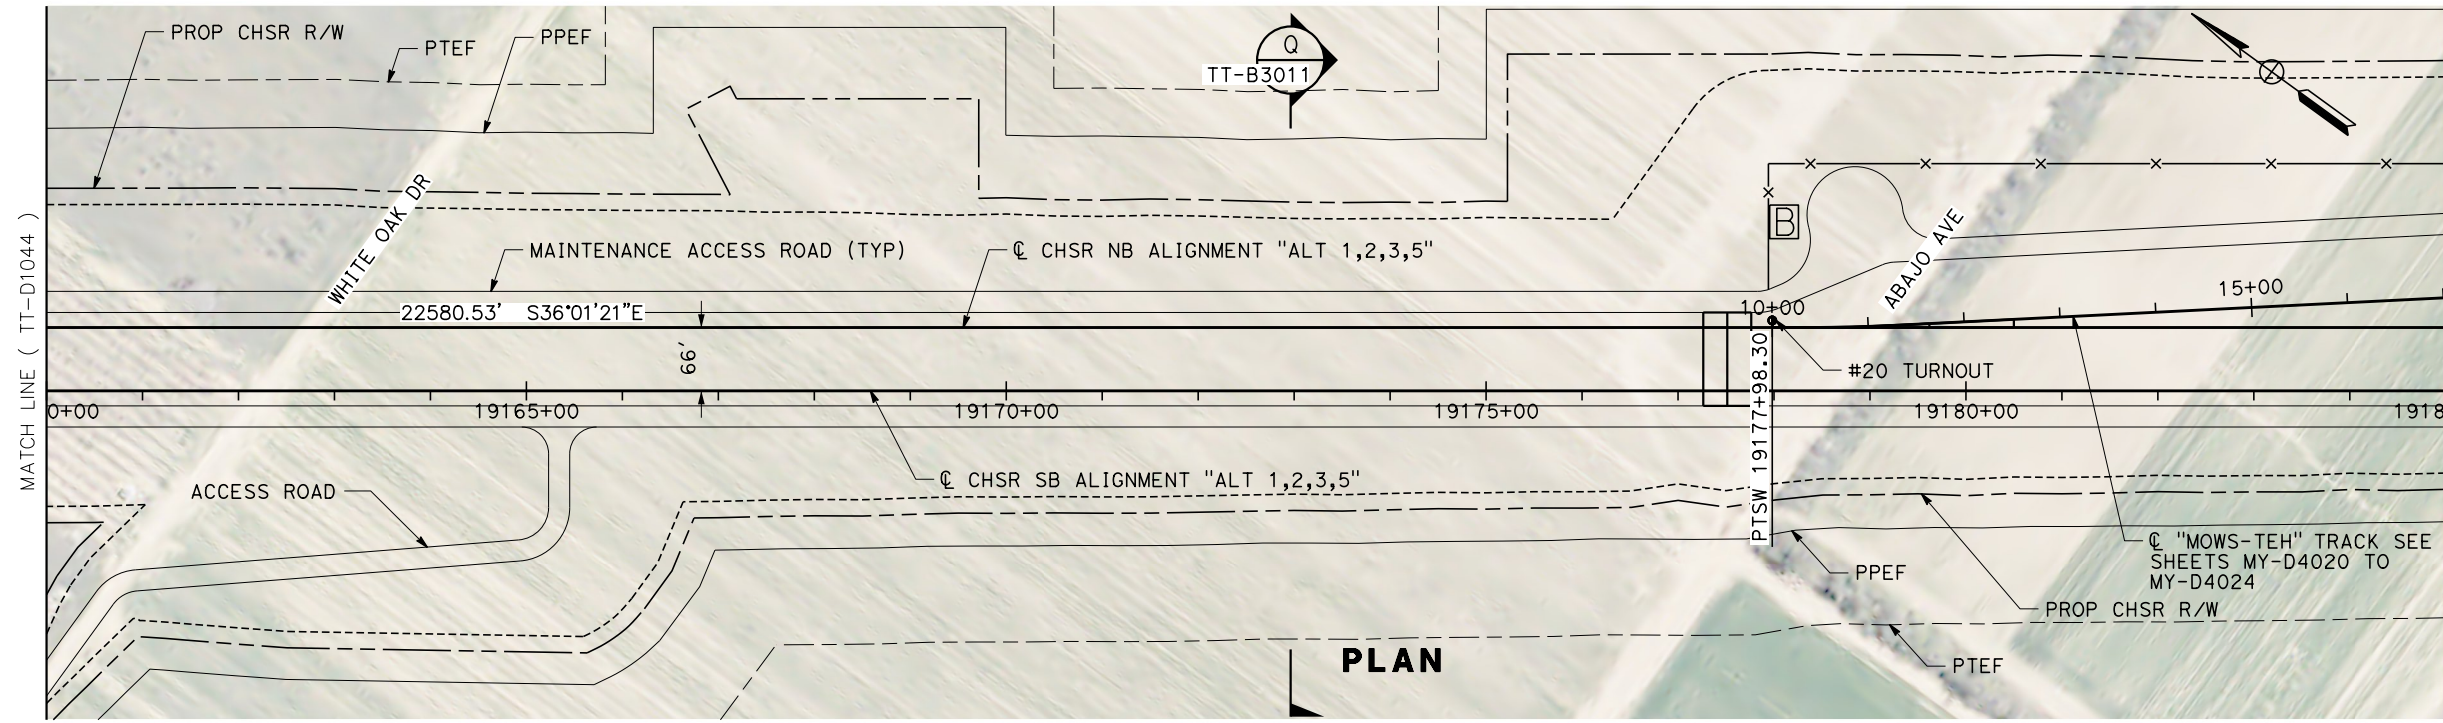 PROP CHSR R/W
PTEF
PPEF
Q
TT-B3011
MATCH LINE ( TT-D1044 )
WHITE OAK DR
MAINTENANCE ACCESS ROAD (TYP)
℄ CHSR NB ALIGNMENT "ALT 1,2,3,5"
B
ABAJO AVE
22580.53' S36°01'21"E
10+00
15+00
66'
#20 TURNOUT
0+00
19165+00
19170+00
19175+00
19180+00
1918
PTSW 19177+98.30
ACCESS ROAD
℄ CHSR SB ALIGNMENT "ALT 1,2,3,5"
℄ "MOWS-TEH" TRACK SEE
SHEETS MY-D4020 TO
MY-D4024
PPEF
PROP CHSR R/W
PTEF
PLAN